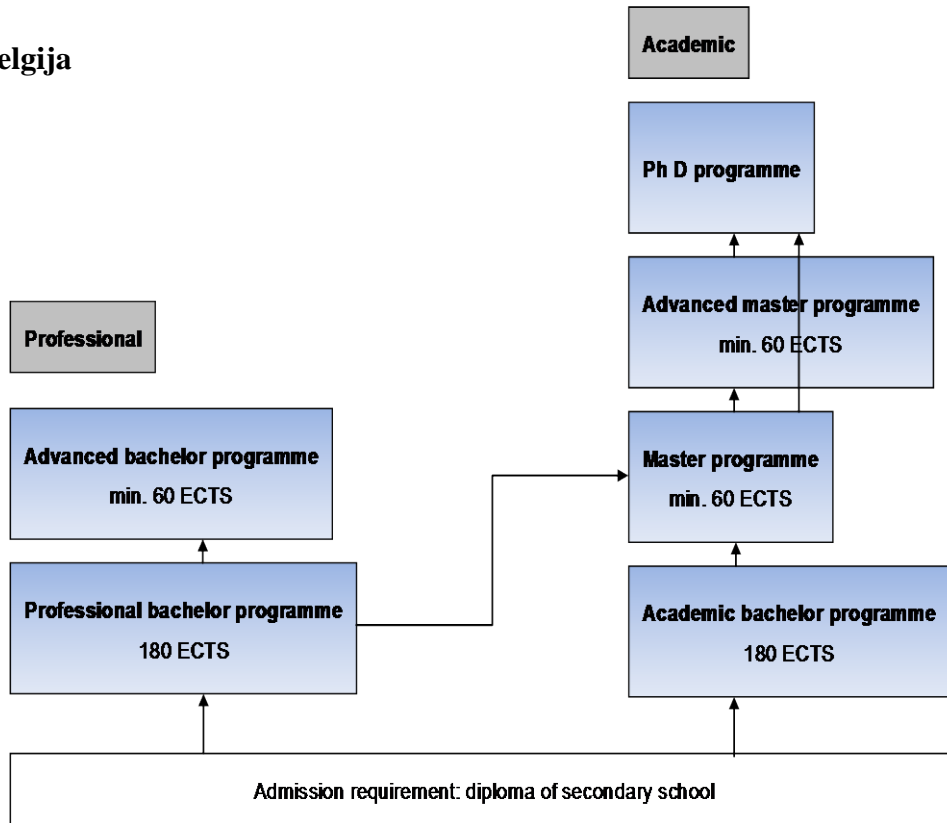 elgija
Academic
Ph D programme
Advanced master programme
min. 60 ECTS
Professional
Advanced bachelor programme
min. 60 ECTS
Master programme
min. 60 ECTS
Professional bachelor programme
180 ECTS
Academic bachelor programme
180 ECTS
Admission requirement: diploma of secondary school